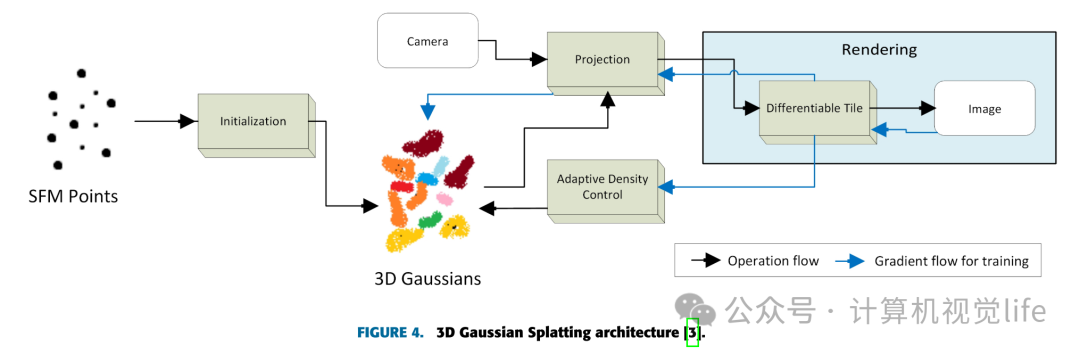 Camera
Projection
Rendering
Differentiable Tile
Image
Initialization
SFM Points
Adaptive Density
Control
3D Gaussians
Operation flow
Gradient flow for training
公众号 · 计算机视觉life
FIGURE 4. 3D Gaussian Splatting architecture [3].